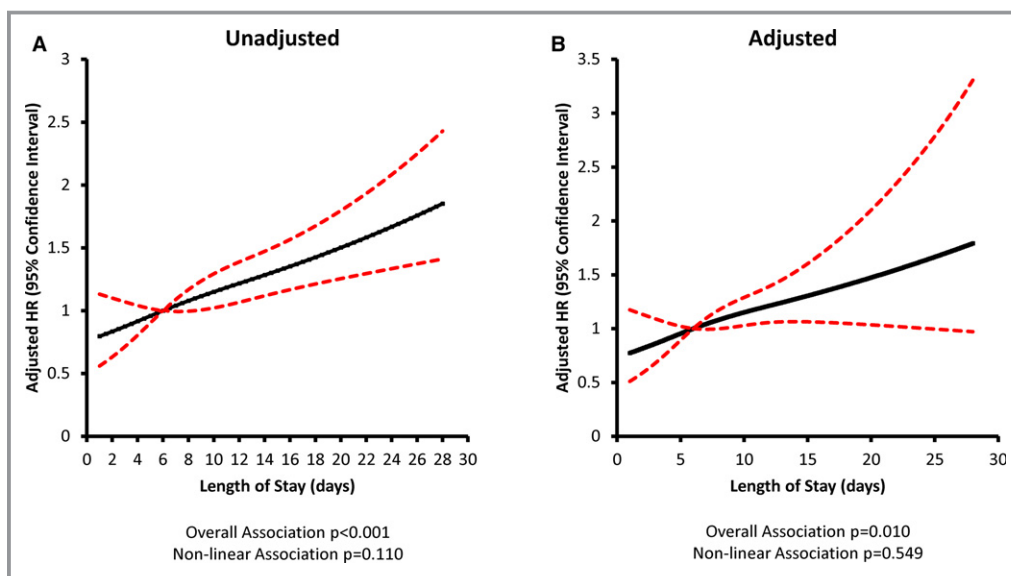 A
Unadjusted
3
2.5
2
1.5
1
0.5
0
Adjusted HR (95% Confidence Interval)
0 2 4 6 8 10 12 14 16 18 20 22 24 26 28 30
Length of Stay (days)
Overall Association p<0.001
Non-linear Association p=0.110
B
Adjusted
3.5
3
2.5
2
1.5
1
0.5
0
Adjusted HR (95% Confidence Interval)
0 5 10 15 20 25 30
Length of Stay (days)
Overall Association p=0.010
Non-linear Association p=0.549